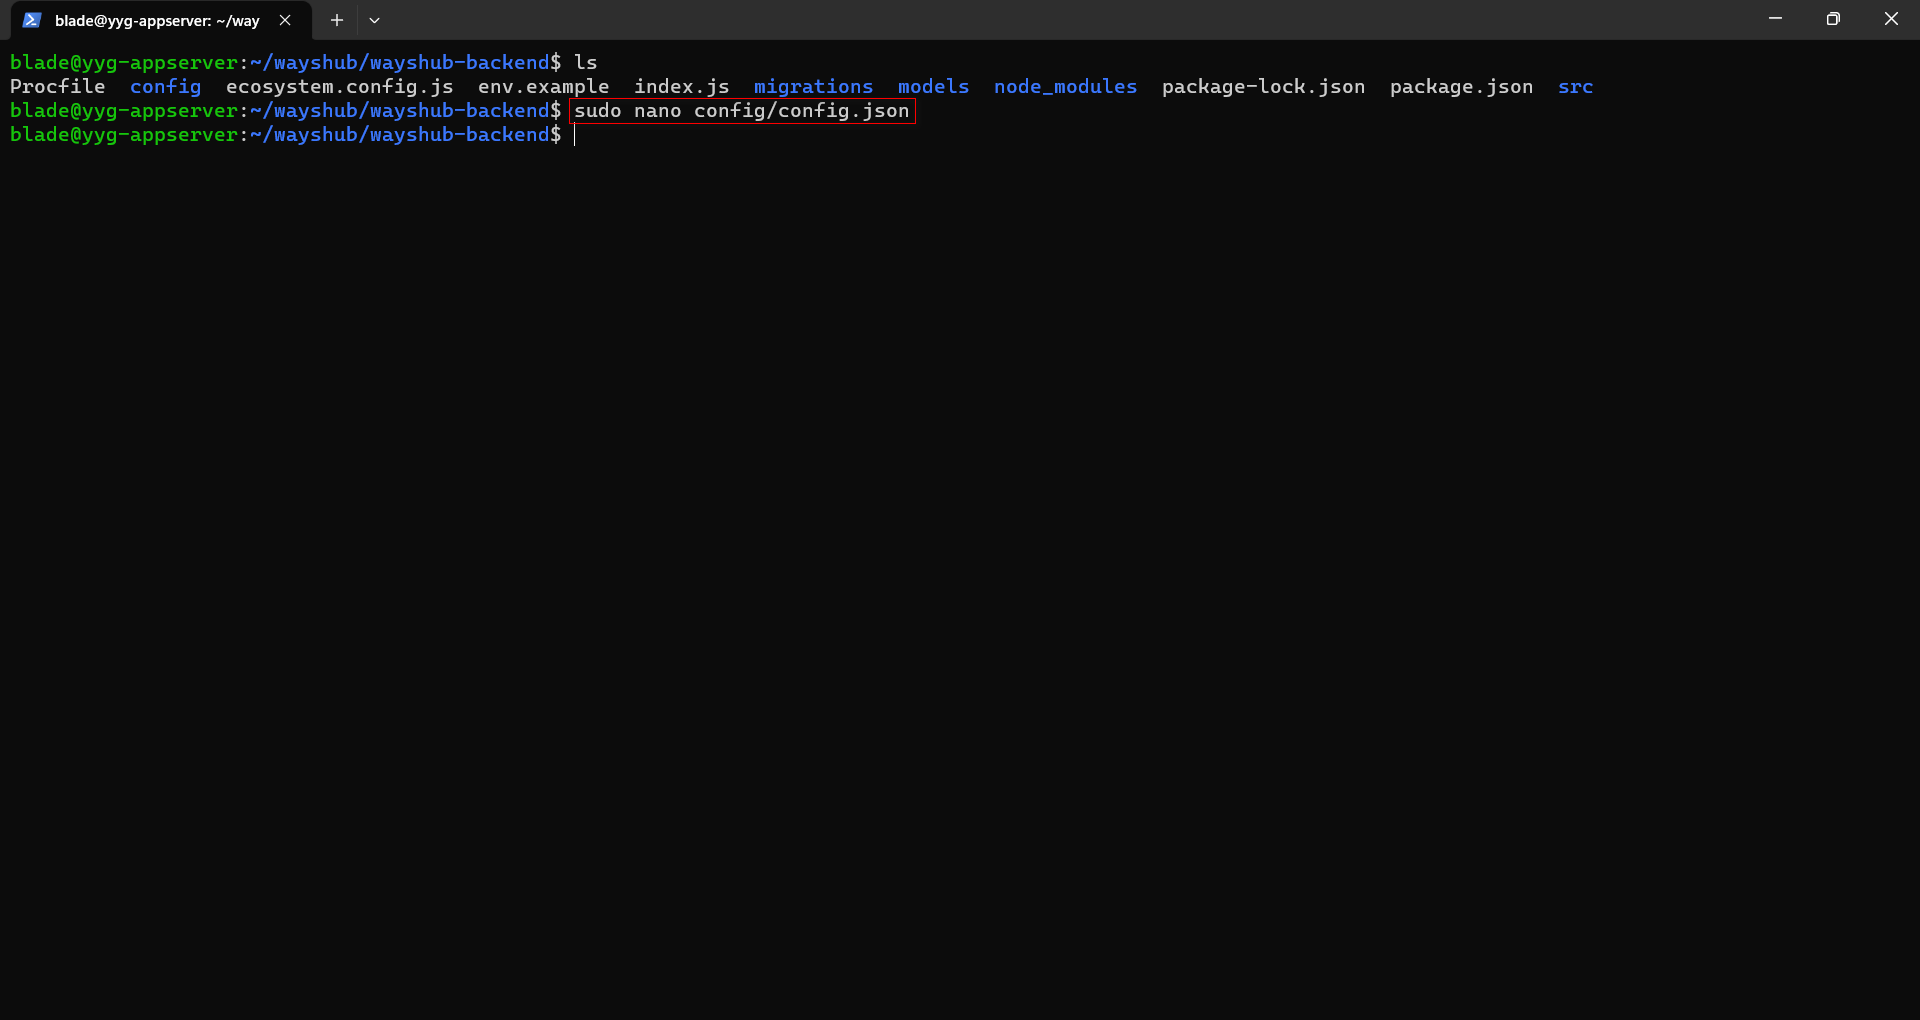 blade@yyg-appserver: ~/way
blade@yyg-appserver:~/wayshub/wayshub-backend$ ls
Procfile  config  ecosystem.config.js  env.example  index.js  migrations  models  node_modules  package-lock.json  package.json  src
blade@yyg-appserver:~/wayshub/wayshub-backend$ sudo nano config/config.json
blade@yyg-appserver:~/wayshub/wayshub-backend$